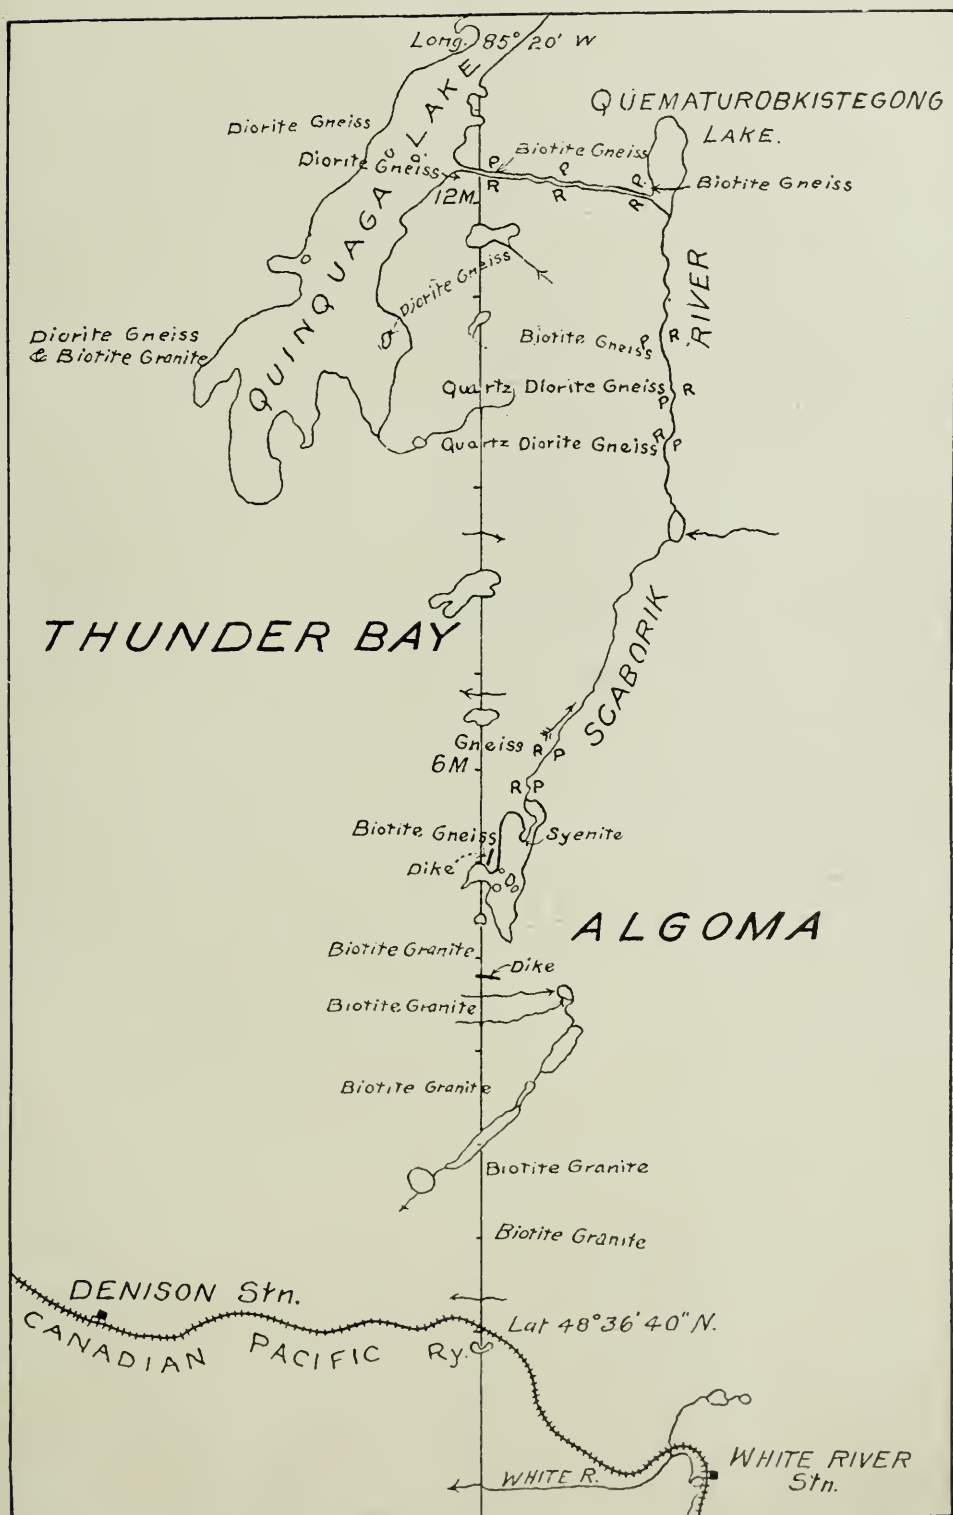 Long. 85° 20' W
QUEMATUROBKISTEGONG
LAKE.
Diorite Gneiss
QUINQUAGA LAKE
Diorite Gneiss
P
Biotite Gneiss
P
P
Biotite Gneiss
R
R
R
12M
Diorite Gneiss
RIVER
Diorite Gneiss
& Biotite Granite
Biotite Gneiss
P
R
Quartz Diorite Gneiss
R
P
R
Quartz Diorite Gneiss
P
THUNDER BAY
SCABORIK
Gneiss
R
P
6M
R
P
Biotite Gneiss
Syenite
Dike
ALGOMA
Biotite Granite
Dike
Biotite Granite
Biotite Granite
Biotite Granite
Biotite Granite
DENISON Stn.
CANADIAN PACIFIC Ry.
Lat 48° 36' 40" N.
WHITE R.
WHITE RIVER
Stn.